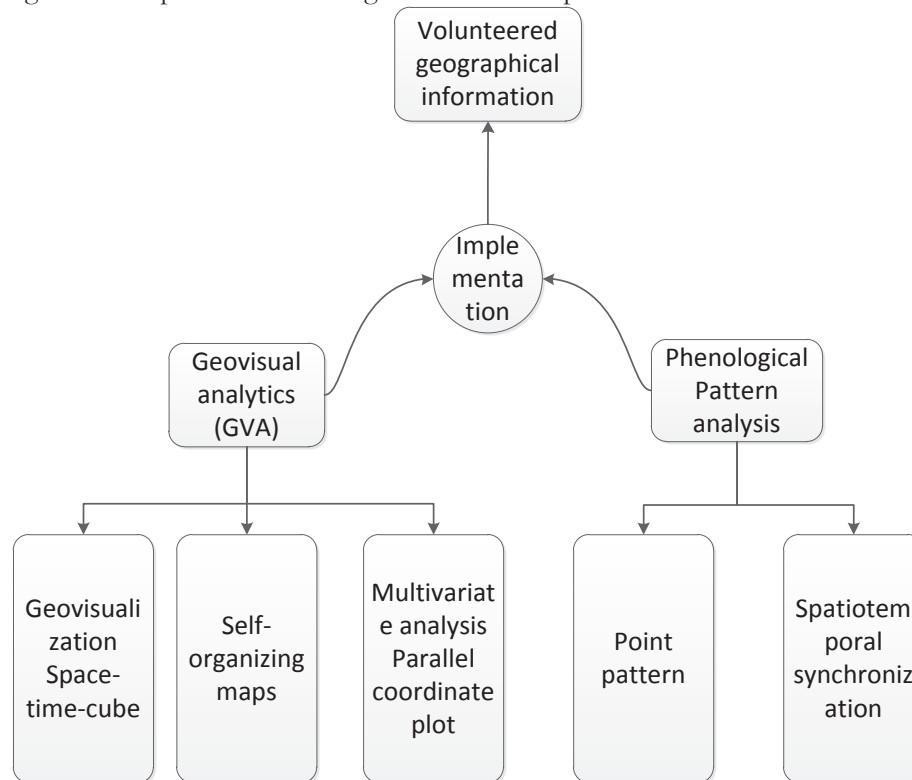 Volunteered
geographical
information
Imple
menta
tion
Geovisual
analytics
(GVA)
Phenological
Pattern
analysis
Geovisuali
zation
Space-
time-cube
Self-
organizing
maps
Multivariat
e analysis
Parallel
coordinate
plot
Point
pattern
Spatiotem
poral
synchroniz
ation